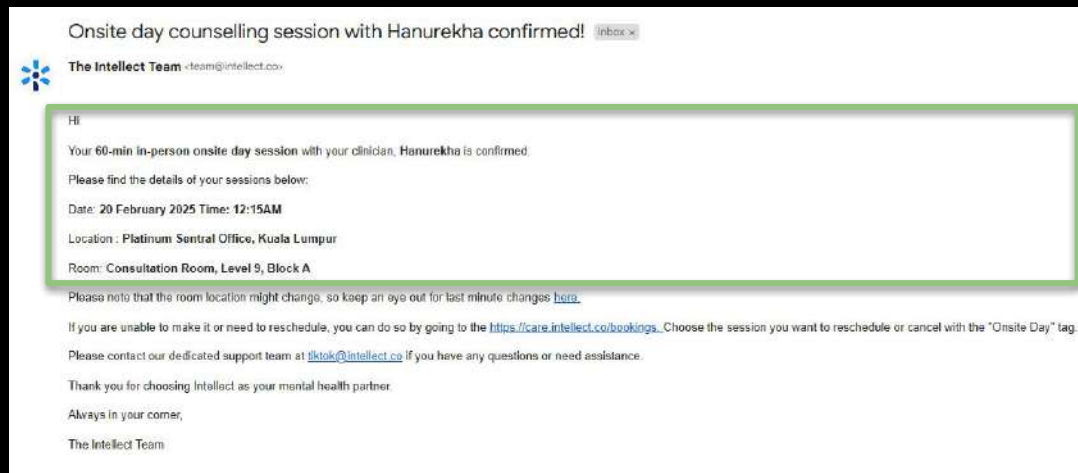 Onsite day counselling session with Hanurekha confirmed! Inbox ×
The Intellect Team <team@intellect.co>
Hi
Your 60-min in-person onsite day session with your clinician, Hanurekha is confirmed.
Please find the details of your sessions below:
Date: 20 February 2025 Time: 12:15AM
Location : Platinum Sentral Office, Kuala Lumpur
Room: Consultation Room, Level 9, Block A
Please note that the room location might change, so keep an eye out for last minute changes here.
If you are unable to make it or need to reschedule, you can do so by going to the https://care.intellect.co/bookings. Choose the session you want to reschedule or cancel with the "Onsite Day" tag.
Please contact our dedicated support team at tiktok@intellect.co if you have any questions or need assistance.
Thank you for choosing Intellect as your mental health partner.
Always in your corner,
The Intellect Team